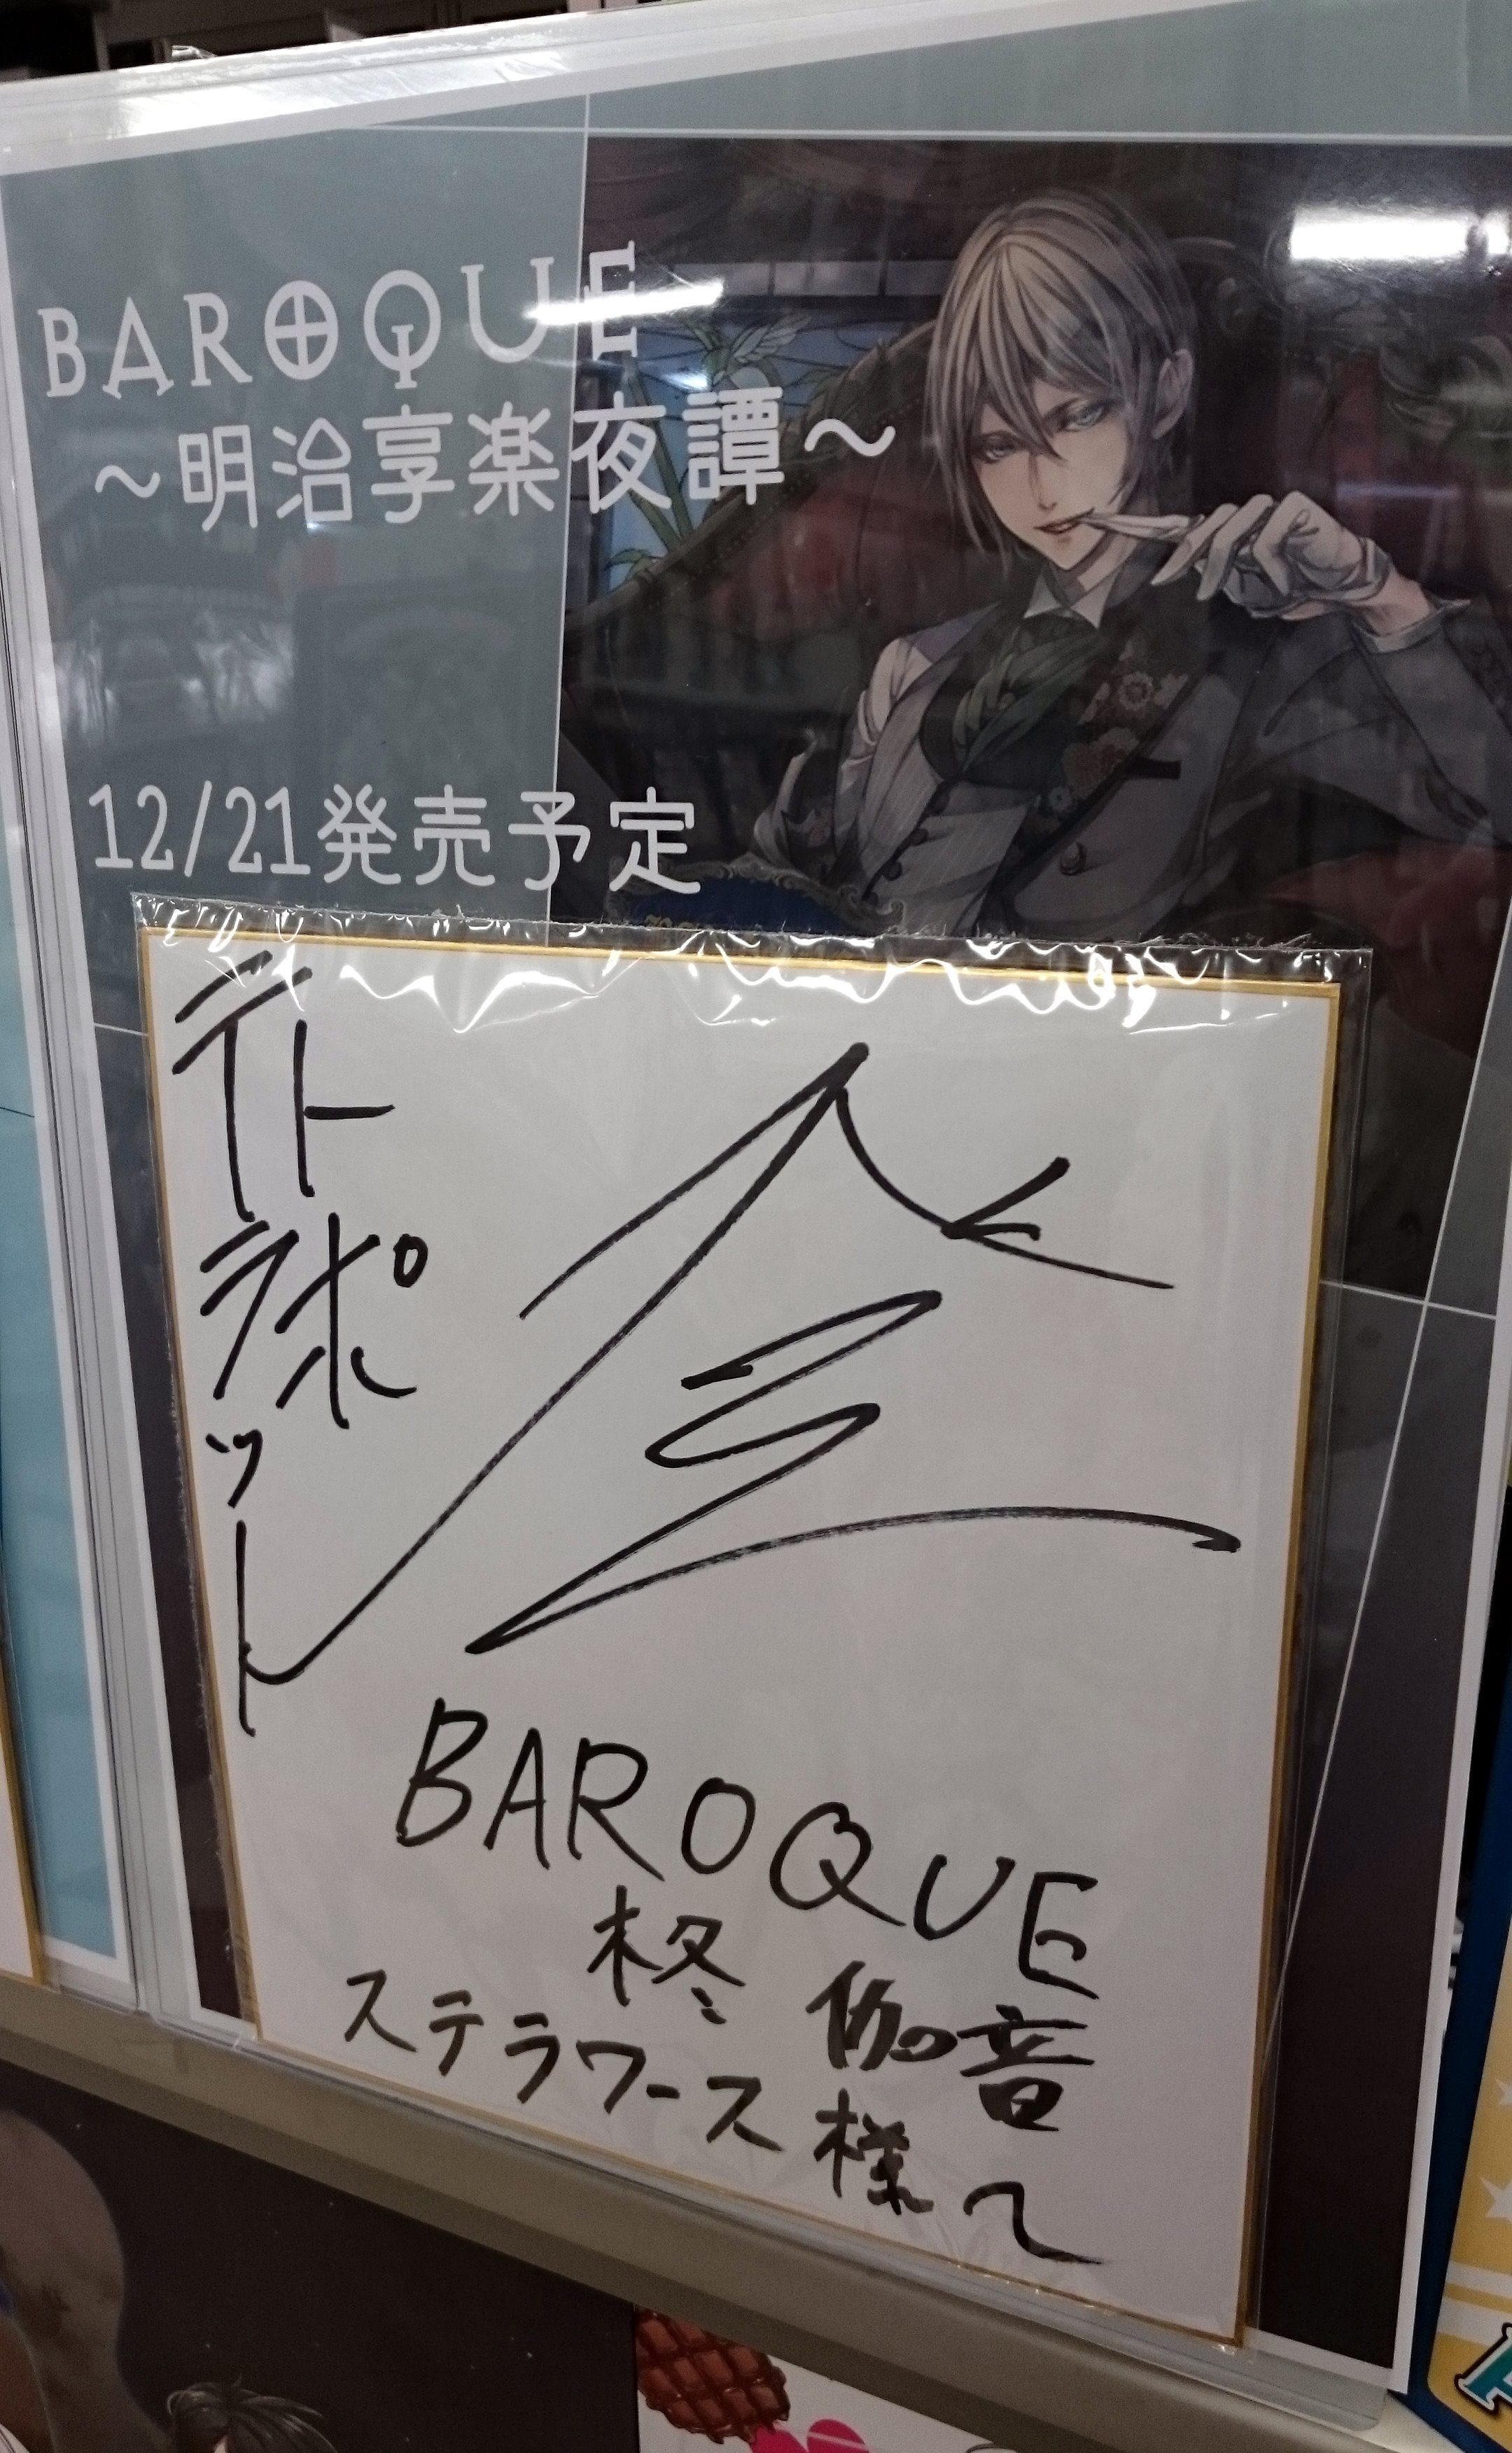 BAROQUE
～明治享楽夜譚～
12/21発売予定
テトラポット
BAROQUE
柊 伽音
ステラワース様へ